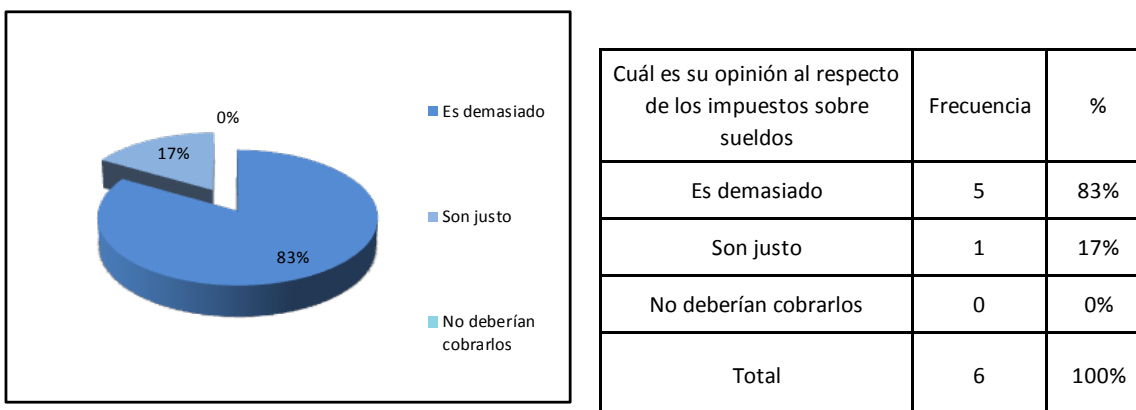 0%
17%
83%
Es demasiado
Son justo
No deberían
cobrarlos
Cuál es su opinión al respecto
de los impuestos sobre
sueldos
Frecuencia
%
Es demasiado 5 83%
Son justo 1 17%
No deberían cobrarlos 0 0%
Total 6 100%